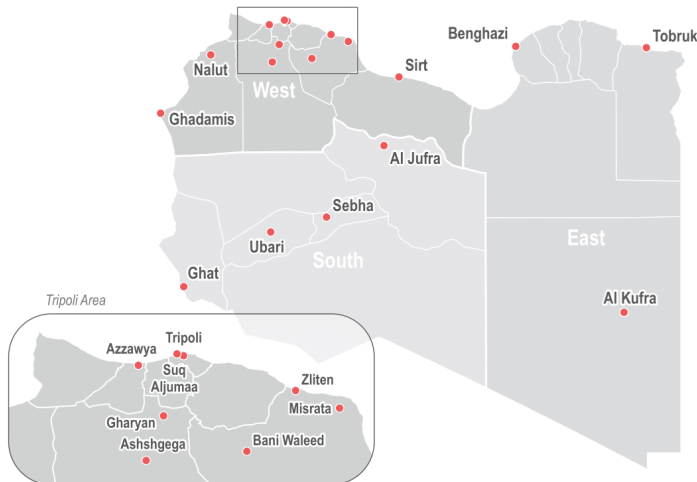 Benghazi
Tobruk
Nalut
Sirt
West
Ghadamis
Al Jufra
Sebha
Ubari
East
South
Ghat
Al Kufra
Tripoli Area
Azzawya
Tripoli
Suq
Aljumaa
Zliten
Misrata
Gharyan
Ashshgega
Bani Waleed